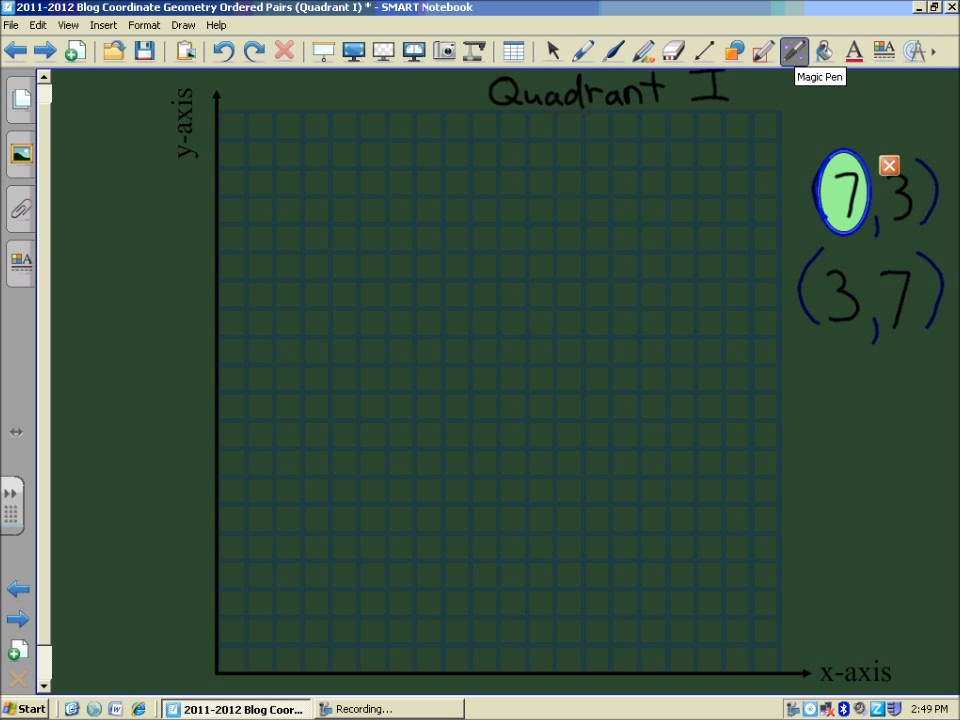 2011-2012 Blog Coordinate Geometry Ordered Pairs (Quadrant I) * - SMART Notebook
File Edit View Insert Format Draw Help
Magic Pen
Quadrant I
y-axis
(7,3)
(3,7)
x-axis
Start 2011-2012 Blog Coor... Recording... 2:49 PM